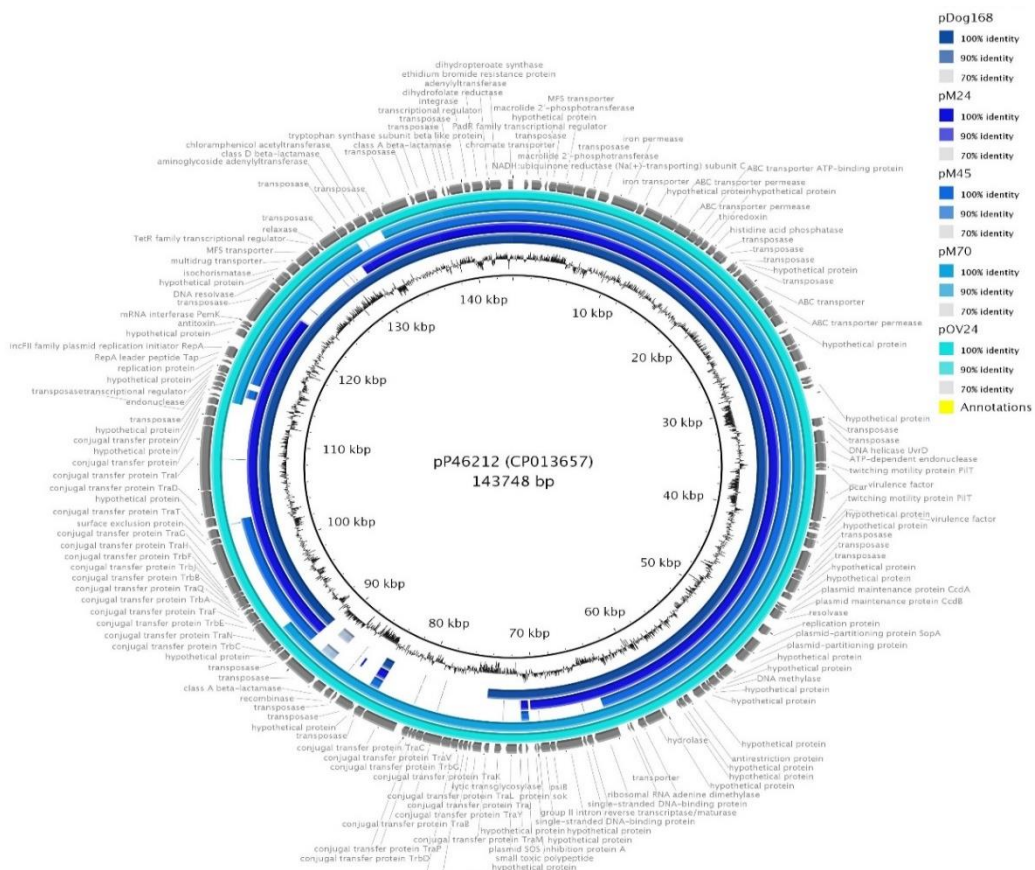 pDog168
100% identity
90% identity
70% identity
pM24
100% identity
90% identity
70% identity
pM45
100% identity
90% identity
70% identity
pM70
100% identity
90% identity
70% identity
pOV24
100% identity
90% identity
70% identity
Annotations
dihydropteroate synthase
ethidium bromide resistance protein
adenylyltransferase
dihydrofolate reductase
integrase
transcriptional regulator
transposase
transposase
tryptophan synthase subunit beta like protein
class A beta-lactamase
transposase
chloramphenicol acetyltransferase
class D beta-lactamase
aminoglycoside adenylyltransferase
transposase
transposase
transposase
relaxase
TetR family transcriptional regulator
MFS transporter
multidrug transporter
isochorismatase
hypothetical protein
DNA resolvase
transposase
mRNA interferase PemK
antitoxin
hypothetical protein
incFII family plasmid replication initiator RepA
RepA leader peptide Tap
replication protein
hypothetical protein
transposasetranscriptional regulator
endonuclease
transposase
hypothetical protein
conjugal transfer protein
hypothetical protein
conjugal transfer protein
conjugal transfer protein TraI
conjugal transfer protein TraD
hypothetical protein
conjugal transfer protein TraT
surface exclusion protein
conjugal transfer protein TraG
conjugal transfer protein TraH
conjugal transfer protein TrbF
conjugal transfer protein TrbJ
conjugal transfer protein TrbB
conjugal transfer protein TraQ
conjugal transfer protein TrbA
conjugal transfer protein TraF
conjugal transfer protein TrbE
conjugal transfer protein TraN
conjugal transfer protein TrbC
hypothetical protein
transposase
transposase
class A beta-lactamase
recombinase
transposase
transposase
hypothetical protein
transposase
conjugal transfer protein TraC
conjugal transfer protein TraV
conjugal transfer protein TrbG
conjugal transfer protein TraK
lytic transglycosylase
conjugal transfer protein TraL
conjugal transfer protein TraJ
conjugal transfer protein TraY
conjugal transfer protein TraB
conjugal transfer protein TraM
conjugal transfer protein TraP
conjugal transfer protein TrbD
MFS transporter
macrolide 2'-phosphotransferase
hypothetical protein
PadR family transcriptional regulator
transposase
chromate transporter
transposase
macrolide 2'-phosphotransferase
NADH:ubiquinone reductase (Na(+)-transporting) subunit C
iron permease
iron transporter
ABC transporter ATP-binding protein
ABC transporter permease
hypothetical proteinhypothetical protein
ABC transporter permease
thioredoxin
histidine acid phosphatase
transposase
transposase
transposase
hypothetical protein
transposase
ABC transporter
ABC transporter permease
hypothetical protein
hypothetical protein
transposase
transposase
DNA helicase UvrD
ATP-dependent endonuclease
twitching motility protein PilT
virulence factor
pcar
twitching motility protein PilT
hypothetical protein
virulence factor
hypothetical protein
transposase
transposase
transposase
hypothetical protein
hypothetical protein
plasmid maintenance protein CcdA
plasmid maintenance protein CcdB
resolvase
replication protein
plasmid-partitioning protein SopA
plasmid-partitioning protein
hypothetical protein
hypothetical protein
DNA methylase
hypothetical protein
hypothetical protein
hypothetical protein
antirestriction protein
hypothetical protein
hypothetical protein
hypothetical protein
hydrolase
transporter
ribosomal RNA adenine dimethylase
single-stranded DNA-binding protein
group II intron reverse transcriptase/maturase
single-stranded DNA-binding protein
psiB
protein sok
hypothetical protein
hypothetical protein
hypothetical protein
plasmid SOS inhibition protein A
small toxic polypeptide
hypothetical protein
140 kbp
10 kbp
20 kbp
30 kbp
40 kbp
50 kbp
60 kbp
70 kbp
80 kbp
90 kbp
100 kbp
110 kbp
120 kbp
130 kbp
pP46212 (CP013657)
143748 bp